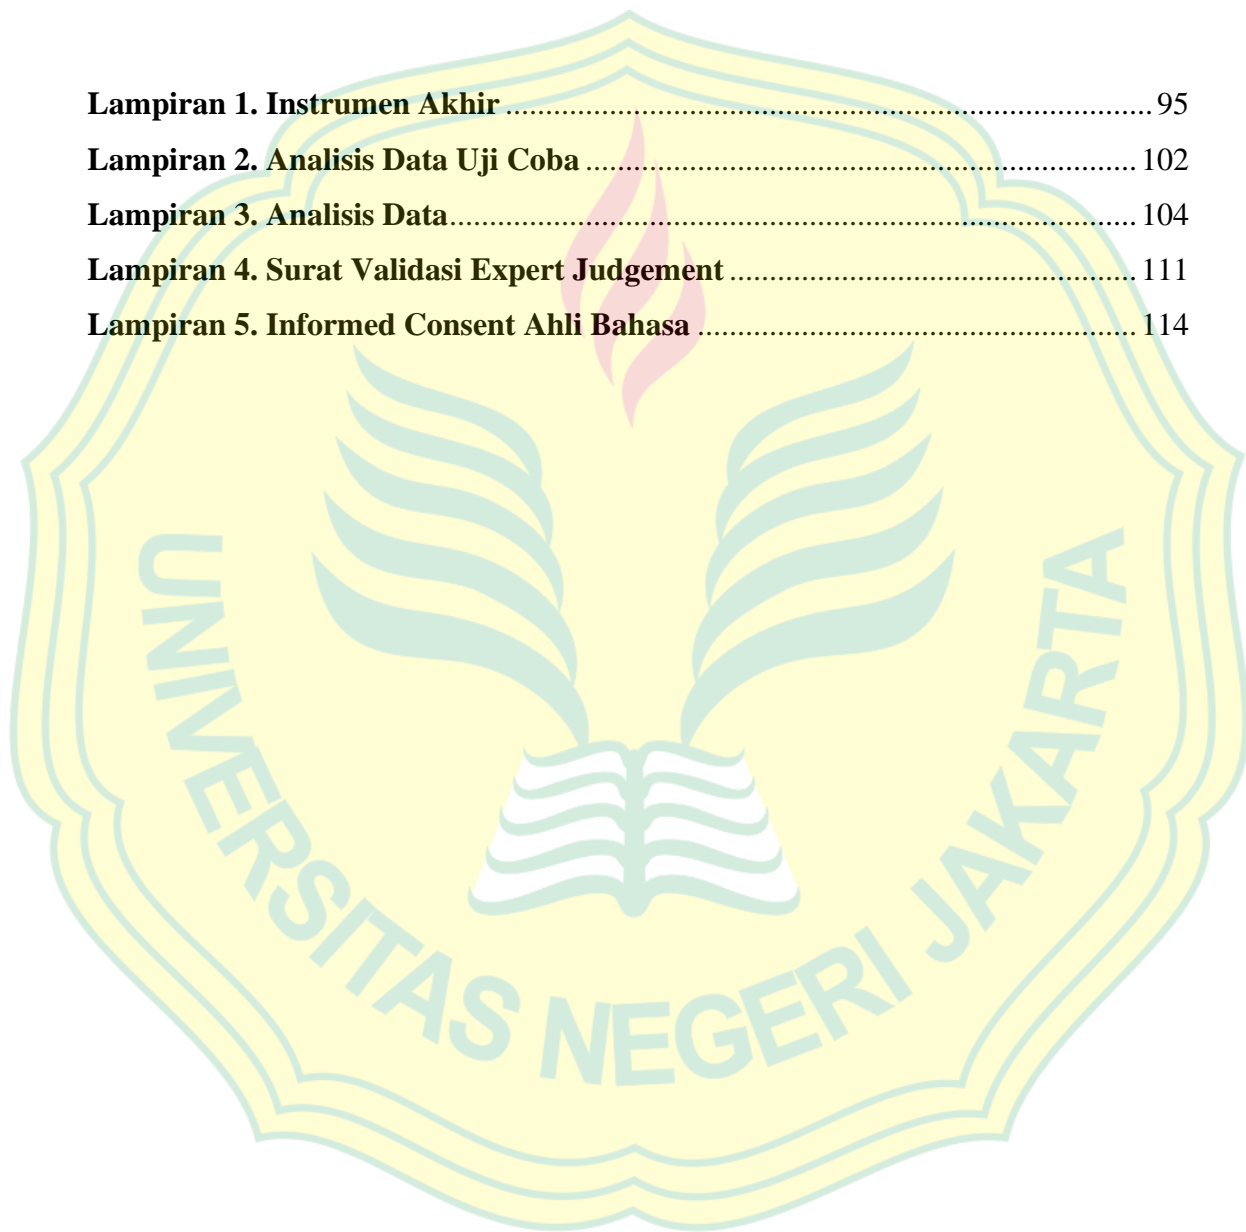 Lampiran 1. Instrumen Akhir ........................................................................................ 95
Lampiran 2. Analisis Data Uji Coba ........................................................................... 102
Lampiran 3. Analisis Data............................................................................................. 104
Lampiran 4. Surat Validasi Expert Judgement ....................................................... 111
Lampiran 5. Informed Consent Ahli Bahasa ........................................................... 114
UNIVERSITAS NEGERI JAKARTA